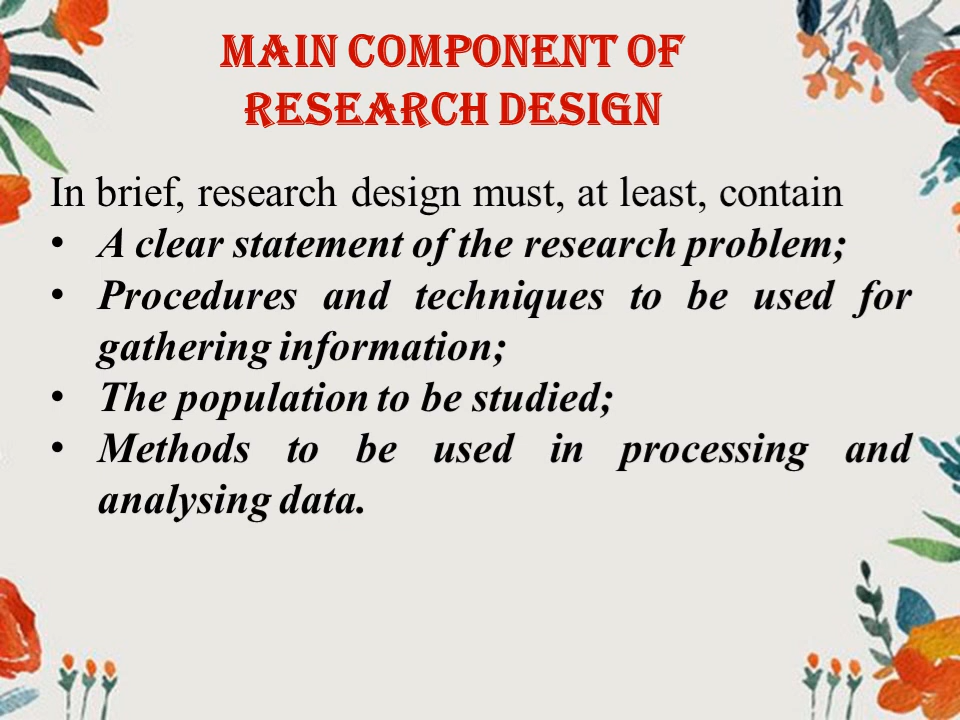 MAIN COMPONENT OF
RESEARCH DESIGN
In brief, research design must, at least, contain
• A clear statement of the research problem;
• Procedures and techniques to be used for
gathering information;
• The population to be studied;
• Methods to be used in processing and
analysing data.